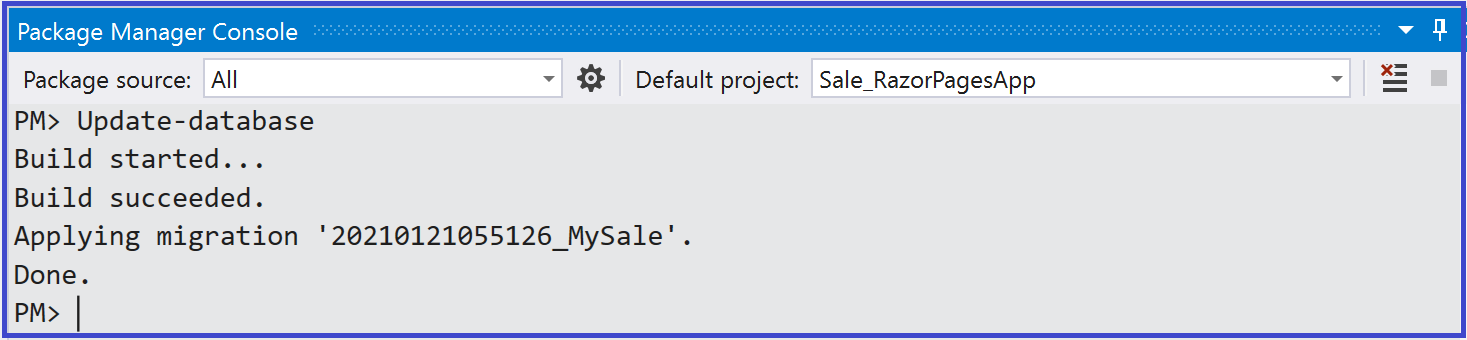 Package Manager Console
Package source: All Default project: Sale_RazorPagesApp
PM> Update-database
Build started...
Build succeeded.
Applying migration '20210121055126_MySale'.
Done.
PM>